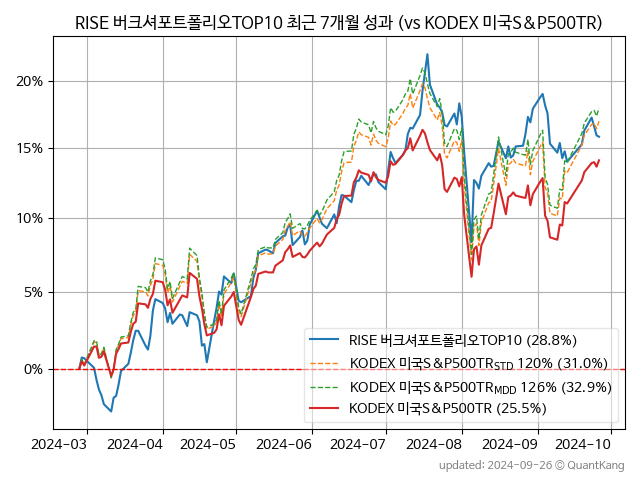 RISE 버크셔포트폴리오TOP10 최근 7개월 성과 (vs KODEX 미국S&P500TR)
20%
15%
10%
5%
0%
RISE 버크셔포트폴리오TOP10 (28.8%)
KODEX 미국S&P500TR_STD 120% (31.0%)
KODEX 미국S&P500TR_MDD 126% (32.9%)
KODEX 미국S&P500TR (25.5%)
2024-03 2024-04 2024-05 2024-06 2024-07 2024-08 2024-09 2024-10
updated: 2024-09-26 © QuantKang